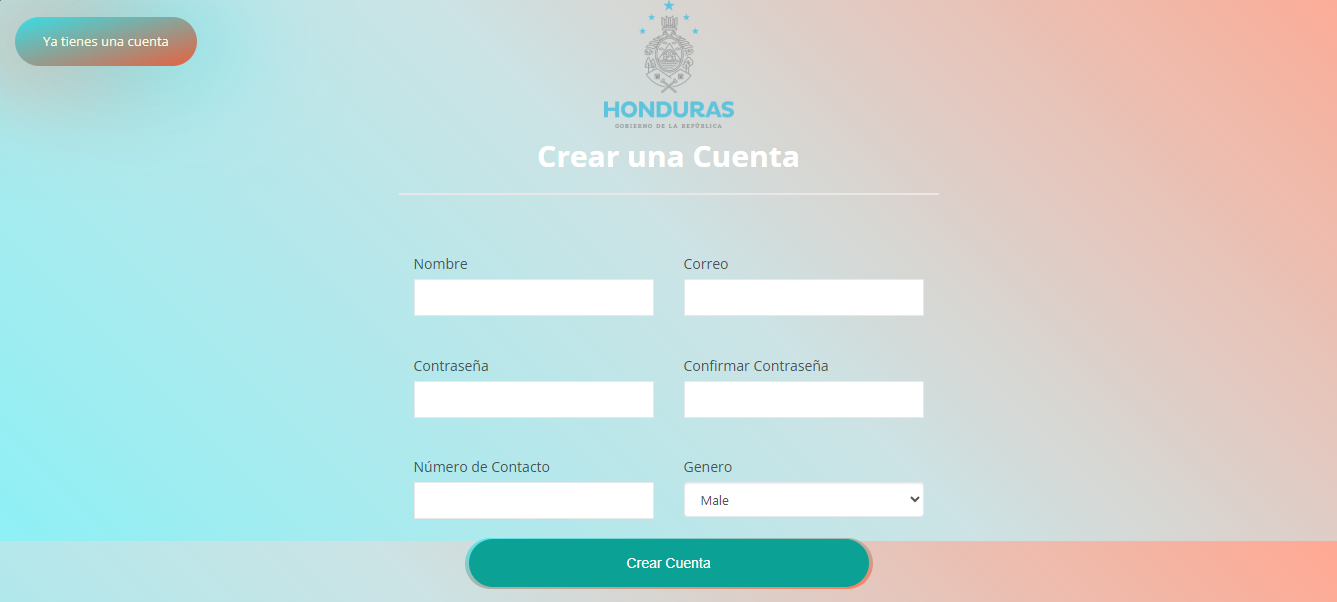 Ya tienes una cuenta
HONDURAS
GOBIERNO DE LA REPÚBLICA
Crear una Cuenta
Nombre
Correo
Contraseña
Confirmar Contraseña
Número de Contacto
Genero
Male
Crear Cuenta